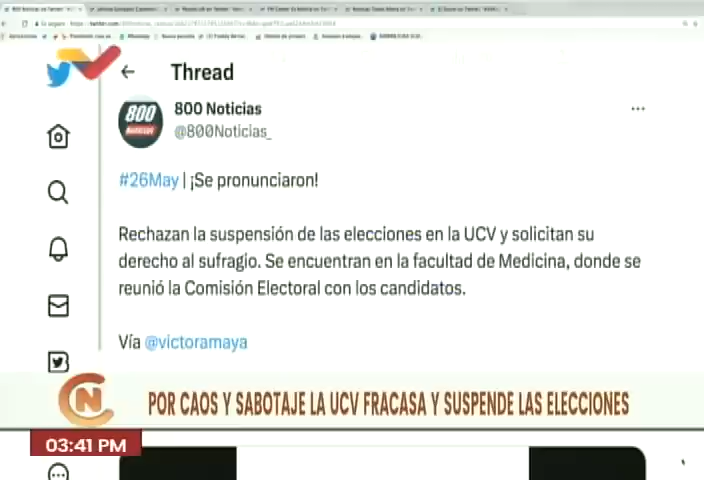 Thread
800 Noticias
@800Noticias_
#26May | ¡Se pronunciaron!
Rechazan la suspensión de las elecciones en la UCV y solicitan su
derecho al sufragio. Se encuentran en la facultad de Medicina, donde se
reunió la Comisión Electoral con los candidatos.
Vía @victoramaya
CN
POR CAOS Y SABOTAJE LA UCV FRACASA Y SUSPENDE LAS ELECCIONES
03:41 PM